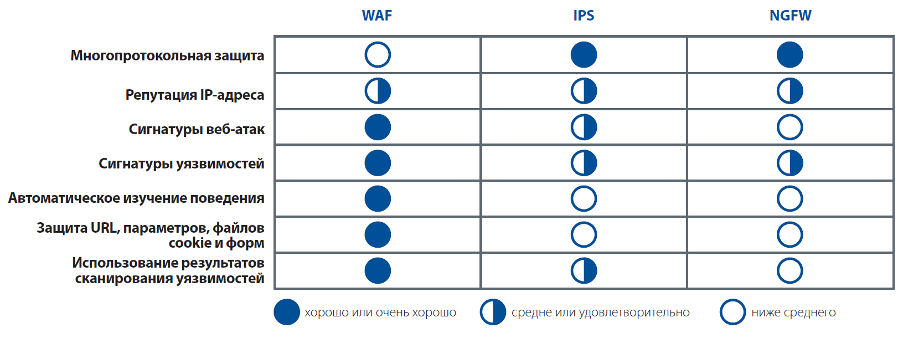 WAF IPS NGFW
Многопротокольная защита
Репутация IP-адреса
Сигнатуры веб-атак
Сигнатуры уязвимостей
Автоматическое изучение поведения
Защита URL, параметров, файлов
cookie и форм
Использование результатов
сканирования уязвимостей
хорошо или очень хорошо средне или удовлетворительно ниже среднего